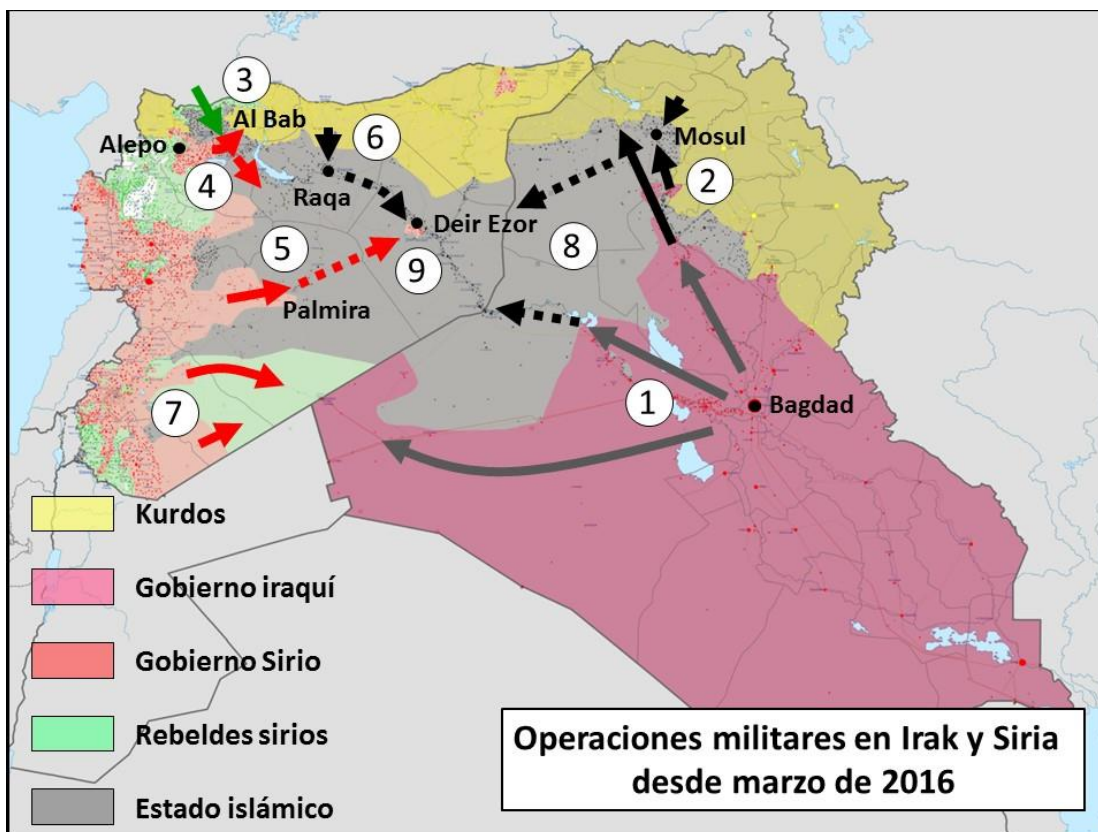 3
Al Bab
6
Alepo
Mosul
4
2
Raqa
Deir Ezor
5
8
9
Palmira
7
1
Bagdad
Kurdos
Gobierno iraquí
Gobierno Sirio
Rebeldes sirios
Estado islámico
Operaciones militares en Irak y Siria
desde marzo de 2016